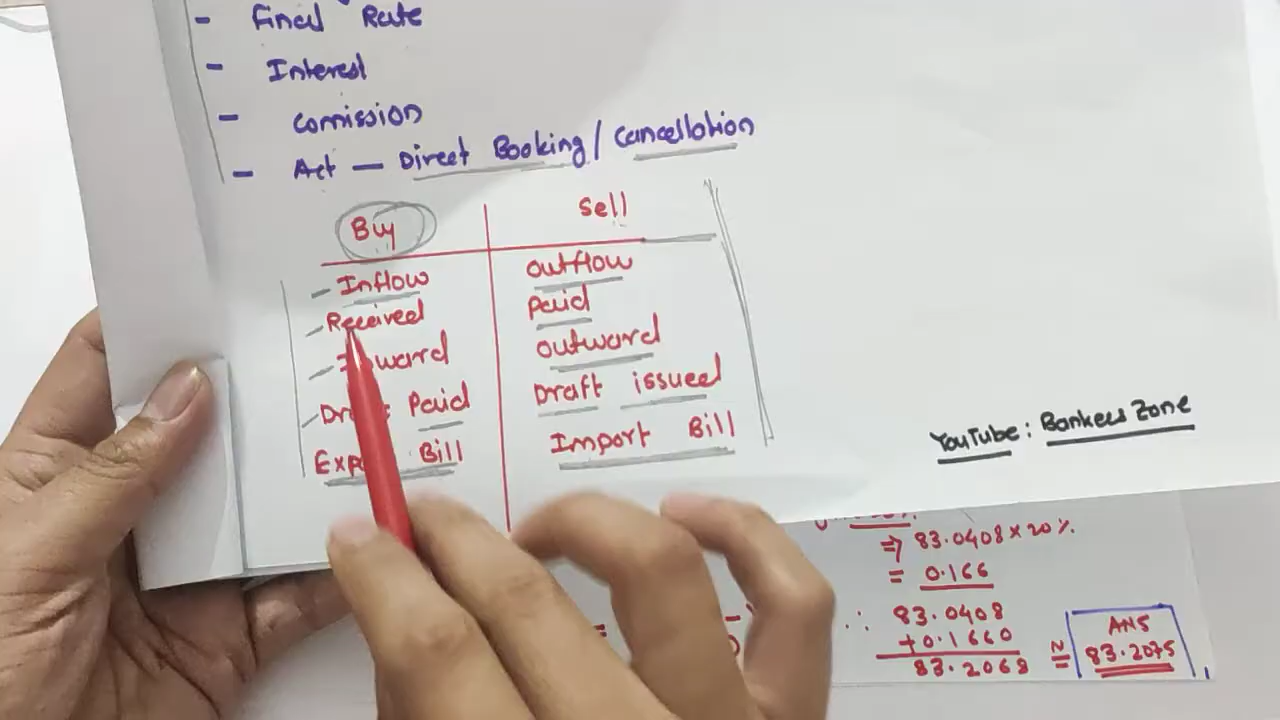 - Final Rate
- Interest
- Comission
- Act — Direct Booking / Cancellation
Buy
Sell
- Inflow
outflow
- Received
paid
outward
Paid
Draft issued
Bill
Import Bill
YouTube: Bankers Zone
⇒ 83.0408 × 20%
= 0.166
∴ 83.0408
+0.1660
83.2068 ≅
ANS
83.2075